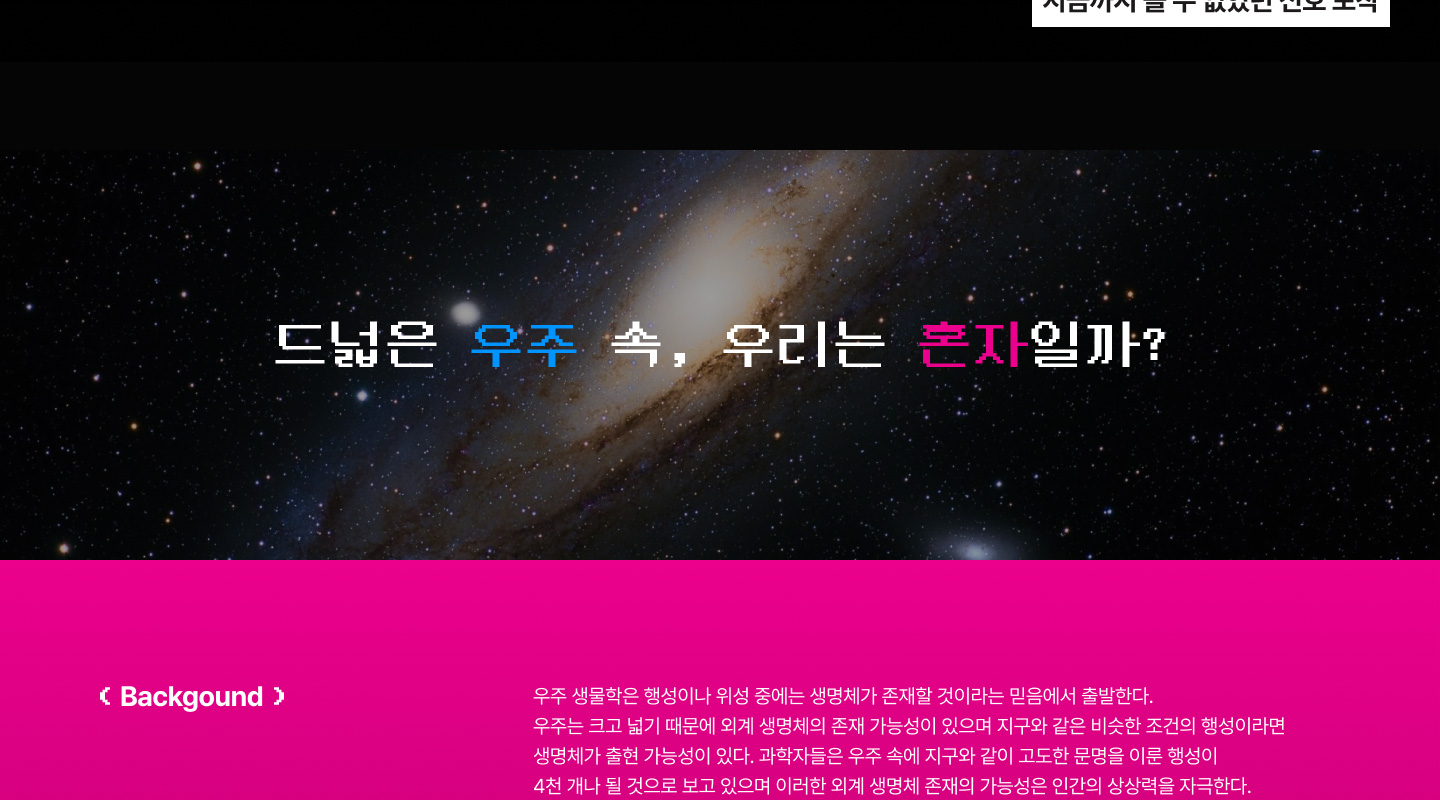 드넓은 우주 속, 우리는 혼자일까?
( Backgound )
우주 생물학은 행성이나 위성 중에는 생명체가 존재할 것이라는 믿음에서 출발한다.
우주는 크고 넓기 때문에 외계 생명체의 존재 가능성이 있으며 지구와 같은 비슷한 조건의 행성이라면
생명체가 출현 가능성이 있다. 과학자들은 우주 속에 지구와 같이 고도한 문명을 이룬 행성이
4천 개나 될 것으로 보고 있으며 이러한 외계 생명체 존재의 가능성은 인간의 상상력을 자극한다.